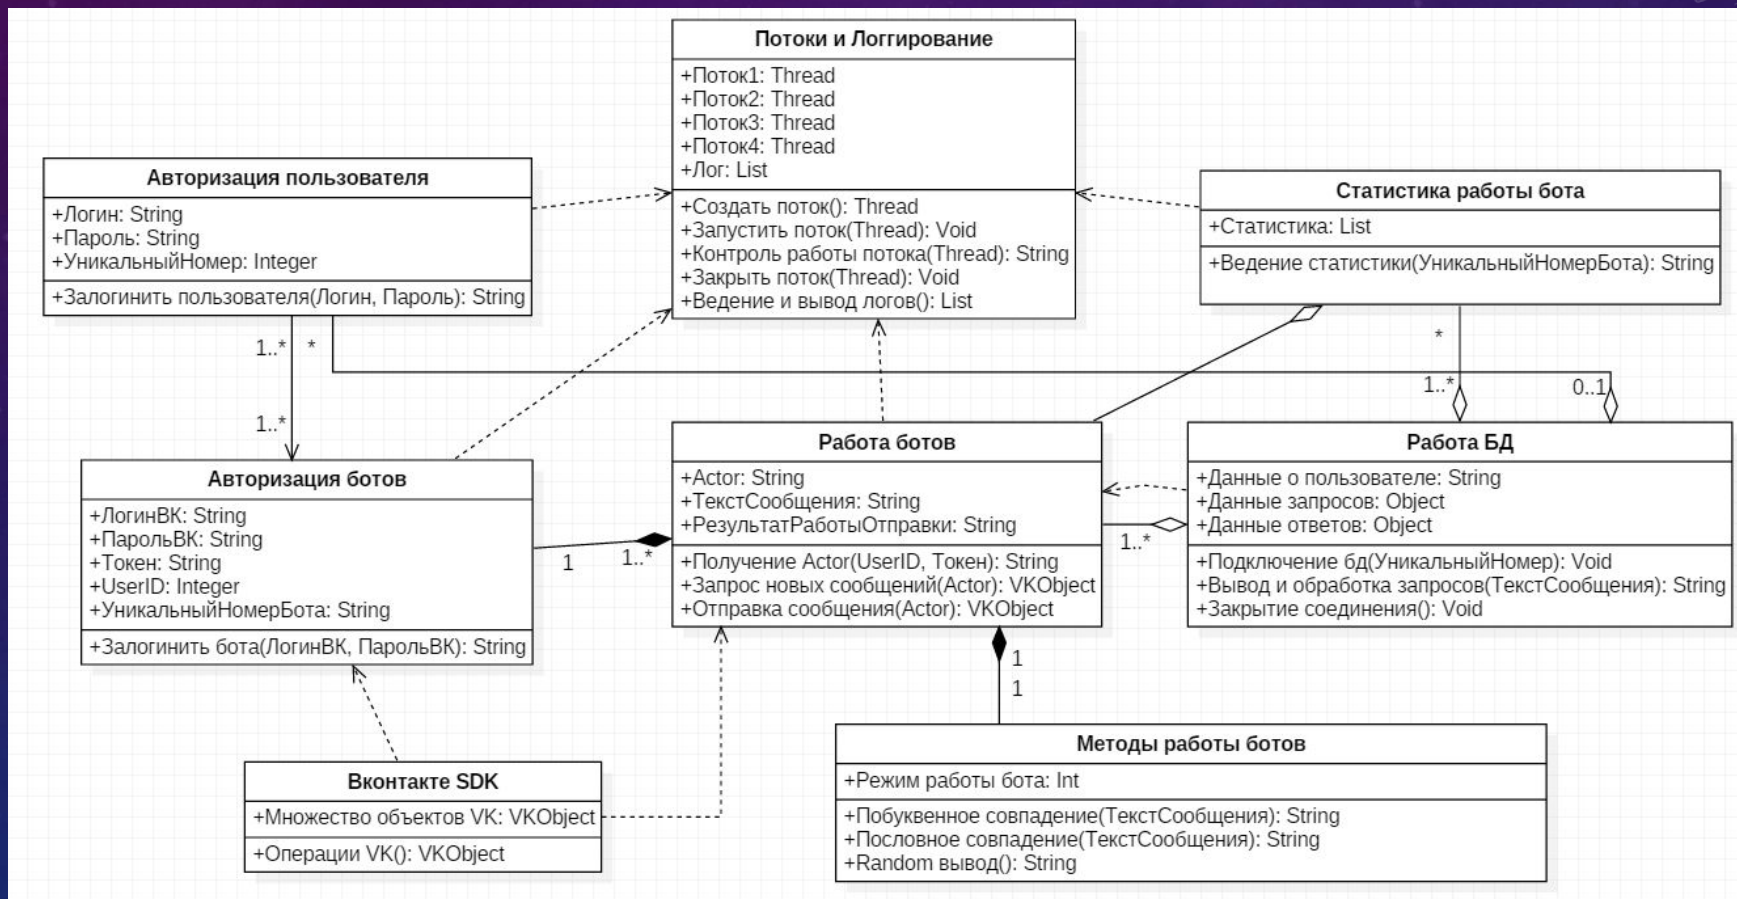 Потоки и Логгирование
+Поток1: Thread
+Поток2: Thread
+Поток3: Thread
+Поток4: Thread
+Лог: List
+Создать поток(): Thread
+Запустить поток(Thread): Void
+Контроль работы потока(Thread): String
+Закрыть поток(Thread): Void
+Ведение и вывод логов(): List
Авторизация пользователя
+Логин: String
+Пароль: String
+УникальныйНомер: Integer
+Залогинить пользователя(Логин, Пароль): String
Статистика работы бота
+Статистика: List
+Ведение статистики(УникальныйНомерБота): String
1..*
*
1..*
*
1..*
0..1
Авторизация ботов
+ЛогинВК: String
+ПарольВК: String
+Токен: String
+UserID: Integer
+УникальныйНомерБота: String
+Залогинить бота(ЛогинВК, ПарольВК): String
1
1..*
Работа ботов
+Actor: String
+ТекстСообщения: String
+РезультатРаботыОтправки: String
+Получение Actor(UserID, Токен): String
+Запрос новых сообщений(Actor): VKObject
+Отправка сообщения(Actor): VKObject
1..*
Работа БД
+Данные о пользователе: String
+Данные запросов: Object
+Данные ответов: Object
+Подключение бд(УникальныйНомер): Void
+Вывод и обработка запросов(ТекстСообщения): String
+Закрытие соединения(): Void
1
1
Вконтакте SDK
+Множество объектов VK: VKObject
+Операции VK(): VKObject
Методы работы ботов
+Режим работы бота: Int
+Побуквенное совпадение(ТекстСообщения): String
+Пословное совпадение(ТекстСообщения): String
+Random вывод(): String